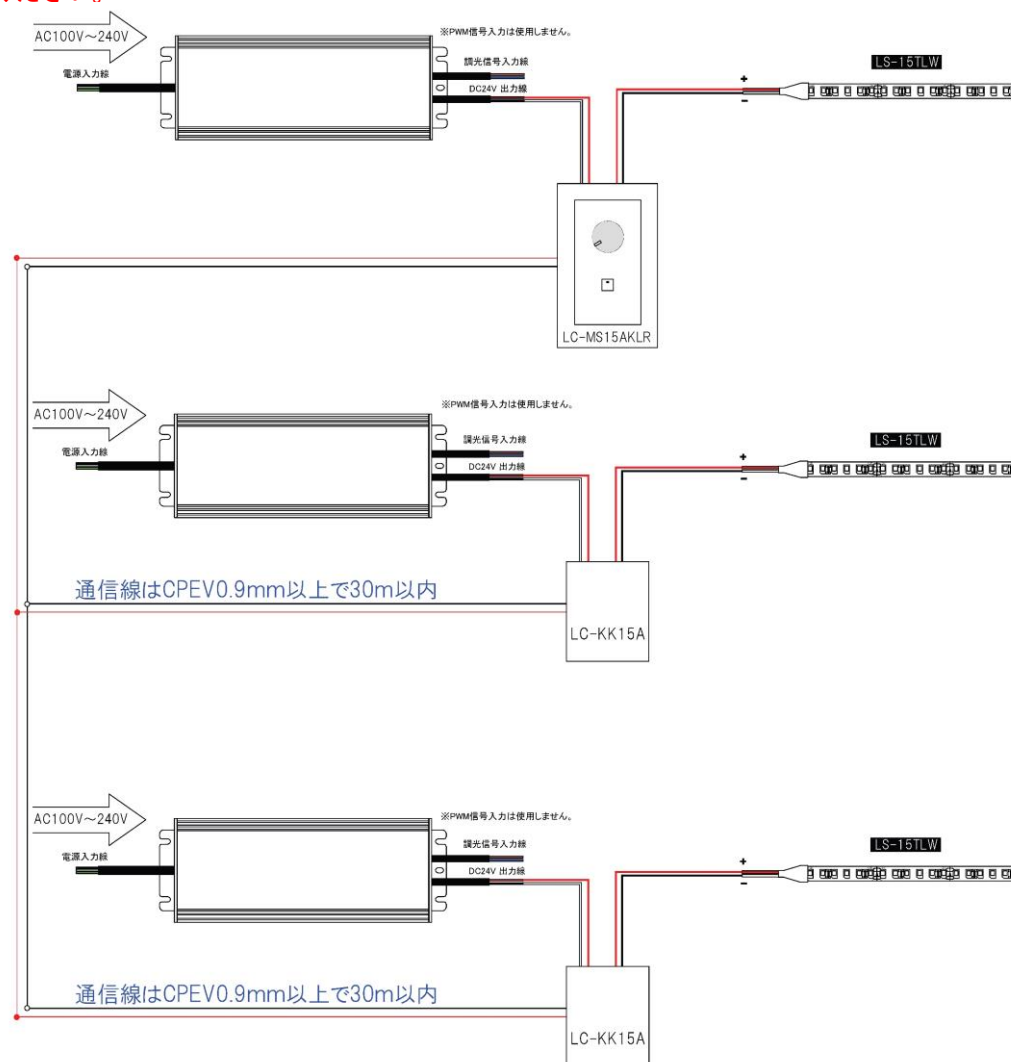 AC100V～240V
※PWM信号入力は使用しません。
電源入力線
調光信号入力線
DC24V 出力線
LS-15TLW
+
-
LC-MS15AKLR
AC100V～240V
※PWM信号入力は使用しません。
電源入力線
調光信号入力線
DC24V 出力線
LS-15TLW
+
-
通信線はCPEV0.9mm以上で30m以内
LC-KK15A
AC100V～240V
※PWM信号入力は使用しません。
電源入力線
調光信号入力線
DC24V 出力線
LS-15TLW
+
-
通信線はCPEV0.9mm以上で30m以内
LC-KK15A